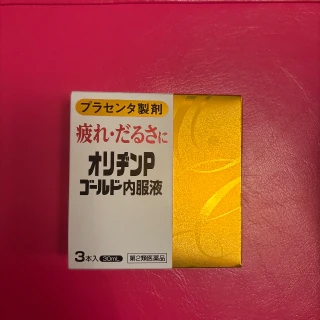 プラセンタ製剤
疲れ・だるさに
オリヂンP
ゴールド内服液
3本入 30mL 第2類医薬品